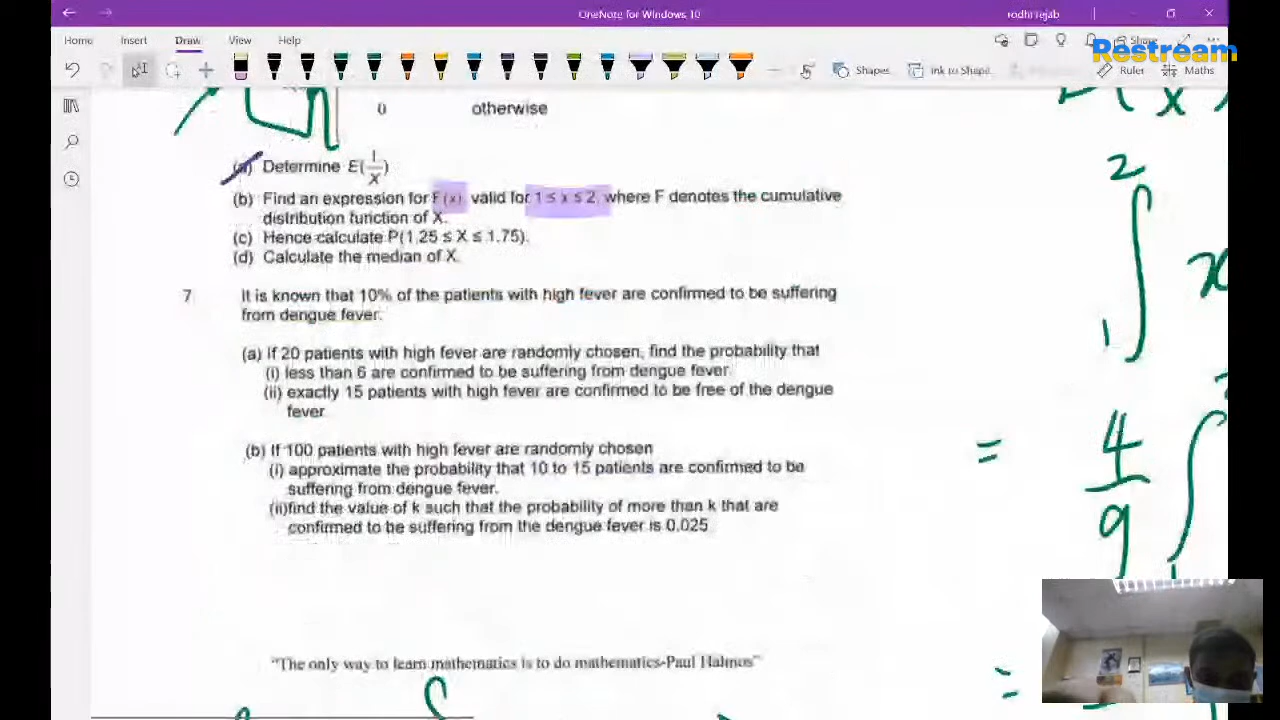 OneNote for Windows 10
rodhi rejab
Home Insert Draw View Help
Share
Restream
Shapes Ink to Shape Ruler Maths
0 otherwise
(a) Determine E(1/X)
(b) Find an expression for F(x), valid for 1 ≤ x ≤ 2, where F denotes the cumulative
distribution function of X.
(c) Hence calculate P(1.25 ≤ X ≤ 1.75).
(d) Calculate the median of X.
7 It is known that 10% of the patients with high fever are confirmed to be suffering
from dengue fever.
(a) If 20 patients with high fever are randomly chosen, find the probability that
(i) less than 6 are confirmed to be suffering from dengue fever.
(ii) exactly 15 patients with high fever are confirmed to be free of the dengue
fever
(b) If 100 patients with high fever are randomly chosen
(i) approximate the probability that 10 to 15 patients are confirmed to be
suffering from dengue fever.
(ii)find the value of k such that the probability of more than k that are
confirmed to be suffering from the dengue fever is 0.025
"The only way to learn mathematics is to do mathematics-Paul Halmos"
2
∫ x
1
= 4/9 ∫
1
=